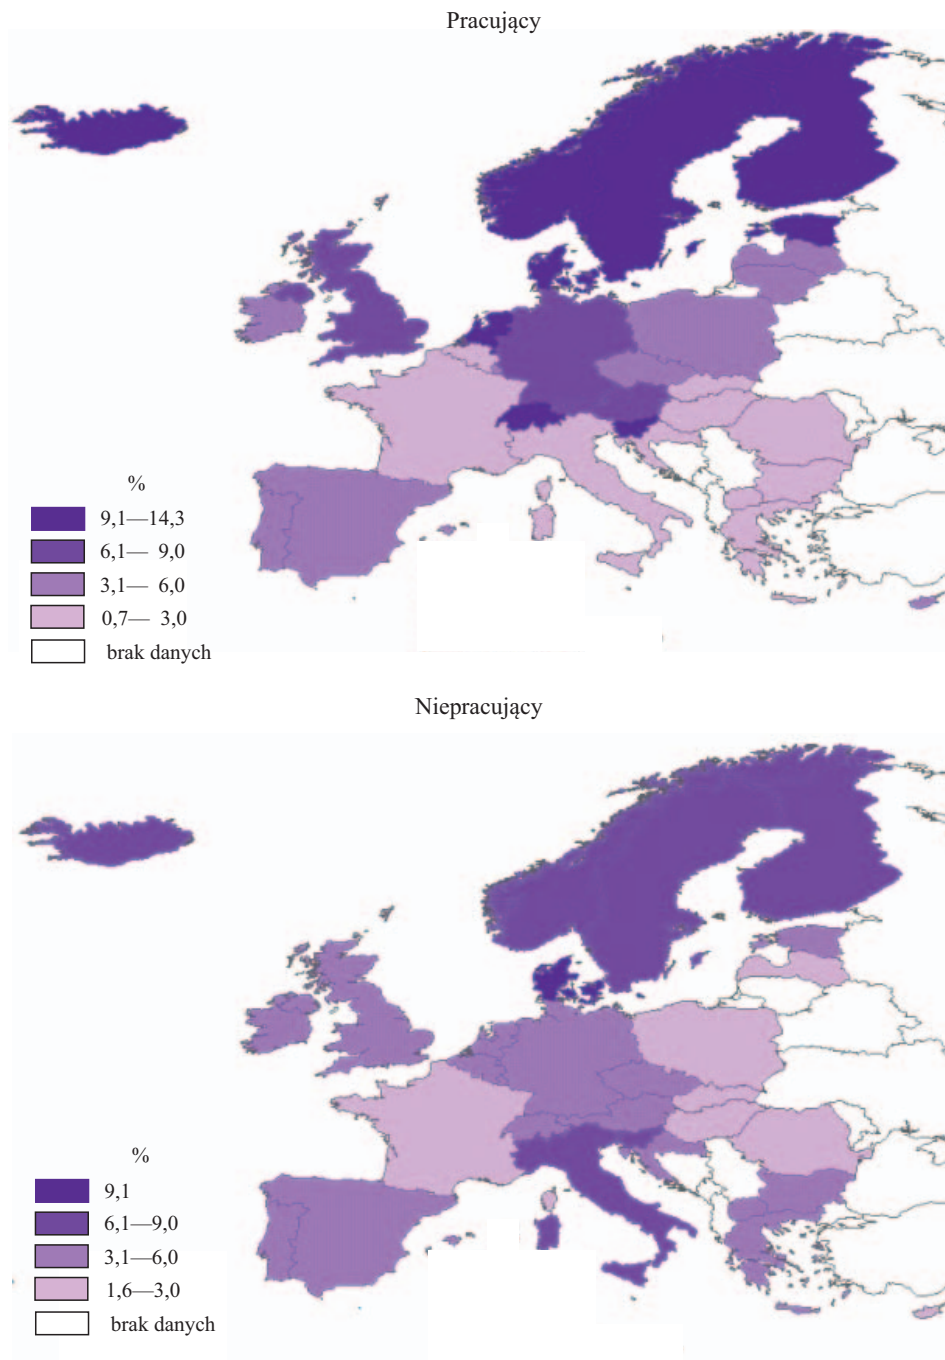 Pracujący
%
9,1—14,3
6,1— 9,0
3,1— 6,0
0,7— 3,0
brak danych
Niepracujący
%
9,1
6,1—9,0
3,1—6,0
1,6—3,0
brak danych